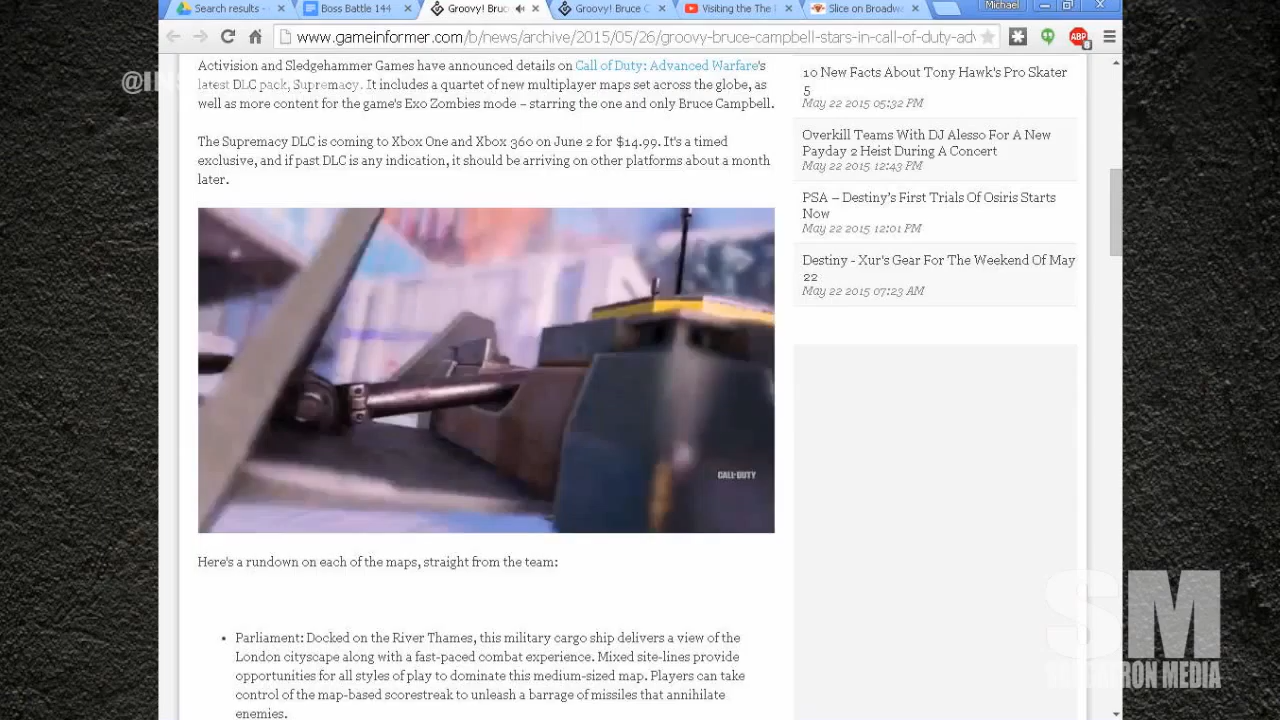 Search results -
Boss Battle 144
Groovy! Bruc
Groovy! Bruce C
Visiting the The I
Slice on Broadw
Michael
www.gameinformer.com/b/news/archive/2015/05/26/groovy-bruce-campbell-stars-in-call-of-duty-adv
ABP
8
Activision and Sledgehammer Games have announced details on Call of Duty: Advanced Warfare's
latest DLC pack, Supremacy. It includes a quartet of new multiplayer maps set across the globe, as
well as more content for the game's Exo Zombies mode – starring the one and only Bruce Campbell.
The Supremacy DLC is coming to Xbox One and Xbox 360 on June 2 for $14.99. It's a timed
exclusive, and if past DLC is any indication, it should be arriving on other platforms about a month
later.
CALL·DUTY
Here's a rundown on each of the maps, straight from the team:
• Parliament: Docked on the River Thames, this military cargo ship delivers a view of the
London cityscape along with a fast-paced combat experience. Mixed site-lines provide
opportunities for all styles of play to dominate this medium-sized map. Players can take
control of the map-based scorestreak to unleash a barrage of missiles that annihilate
enemies.
10 New Facts About Tony Hawk's Pro Skater
5
May 22 2015 05:32 PM
Overkill Teams With DJ Alesso For A New
Payday 2 Heist During A Concert
May 22 2015 12:43 PM
PSA – Destiny's First Trials Of Osiris Starts
Now
May 22 2015 12:01 PM
Destiny - Xur's Gear For The Weekend Of May
22
May 22 2015 07:23 AM
SM
MEDIA